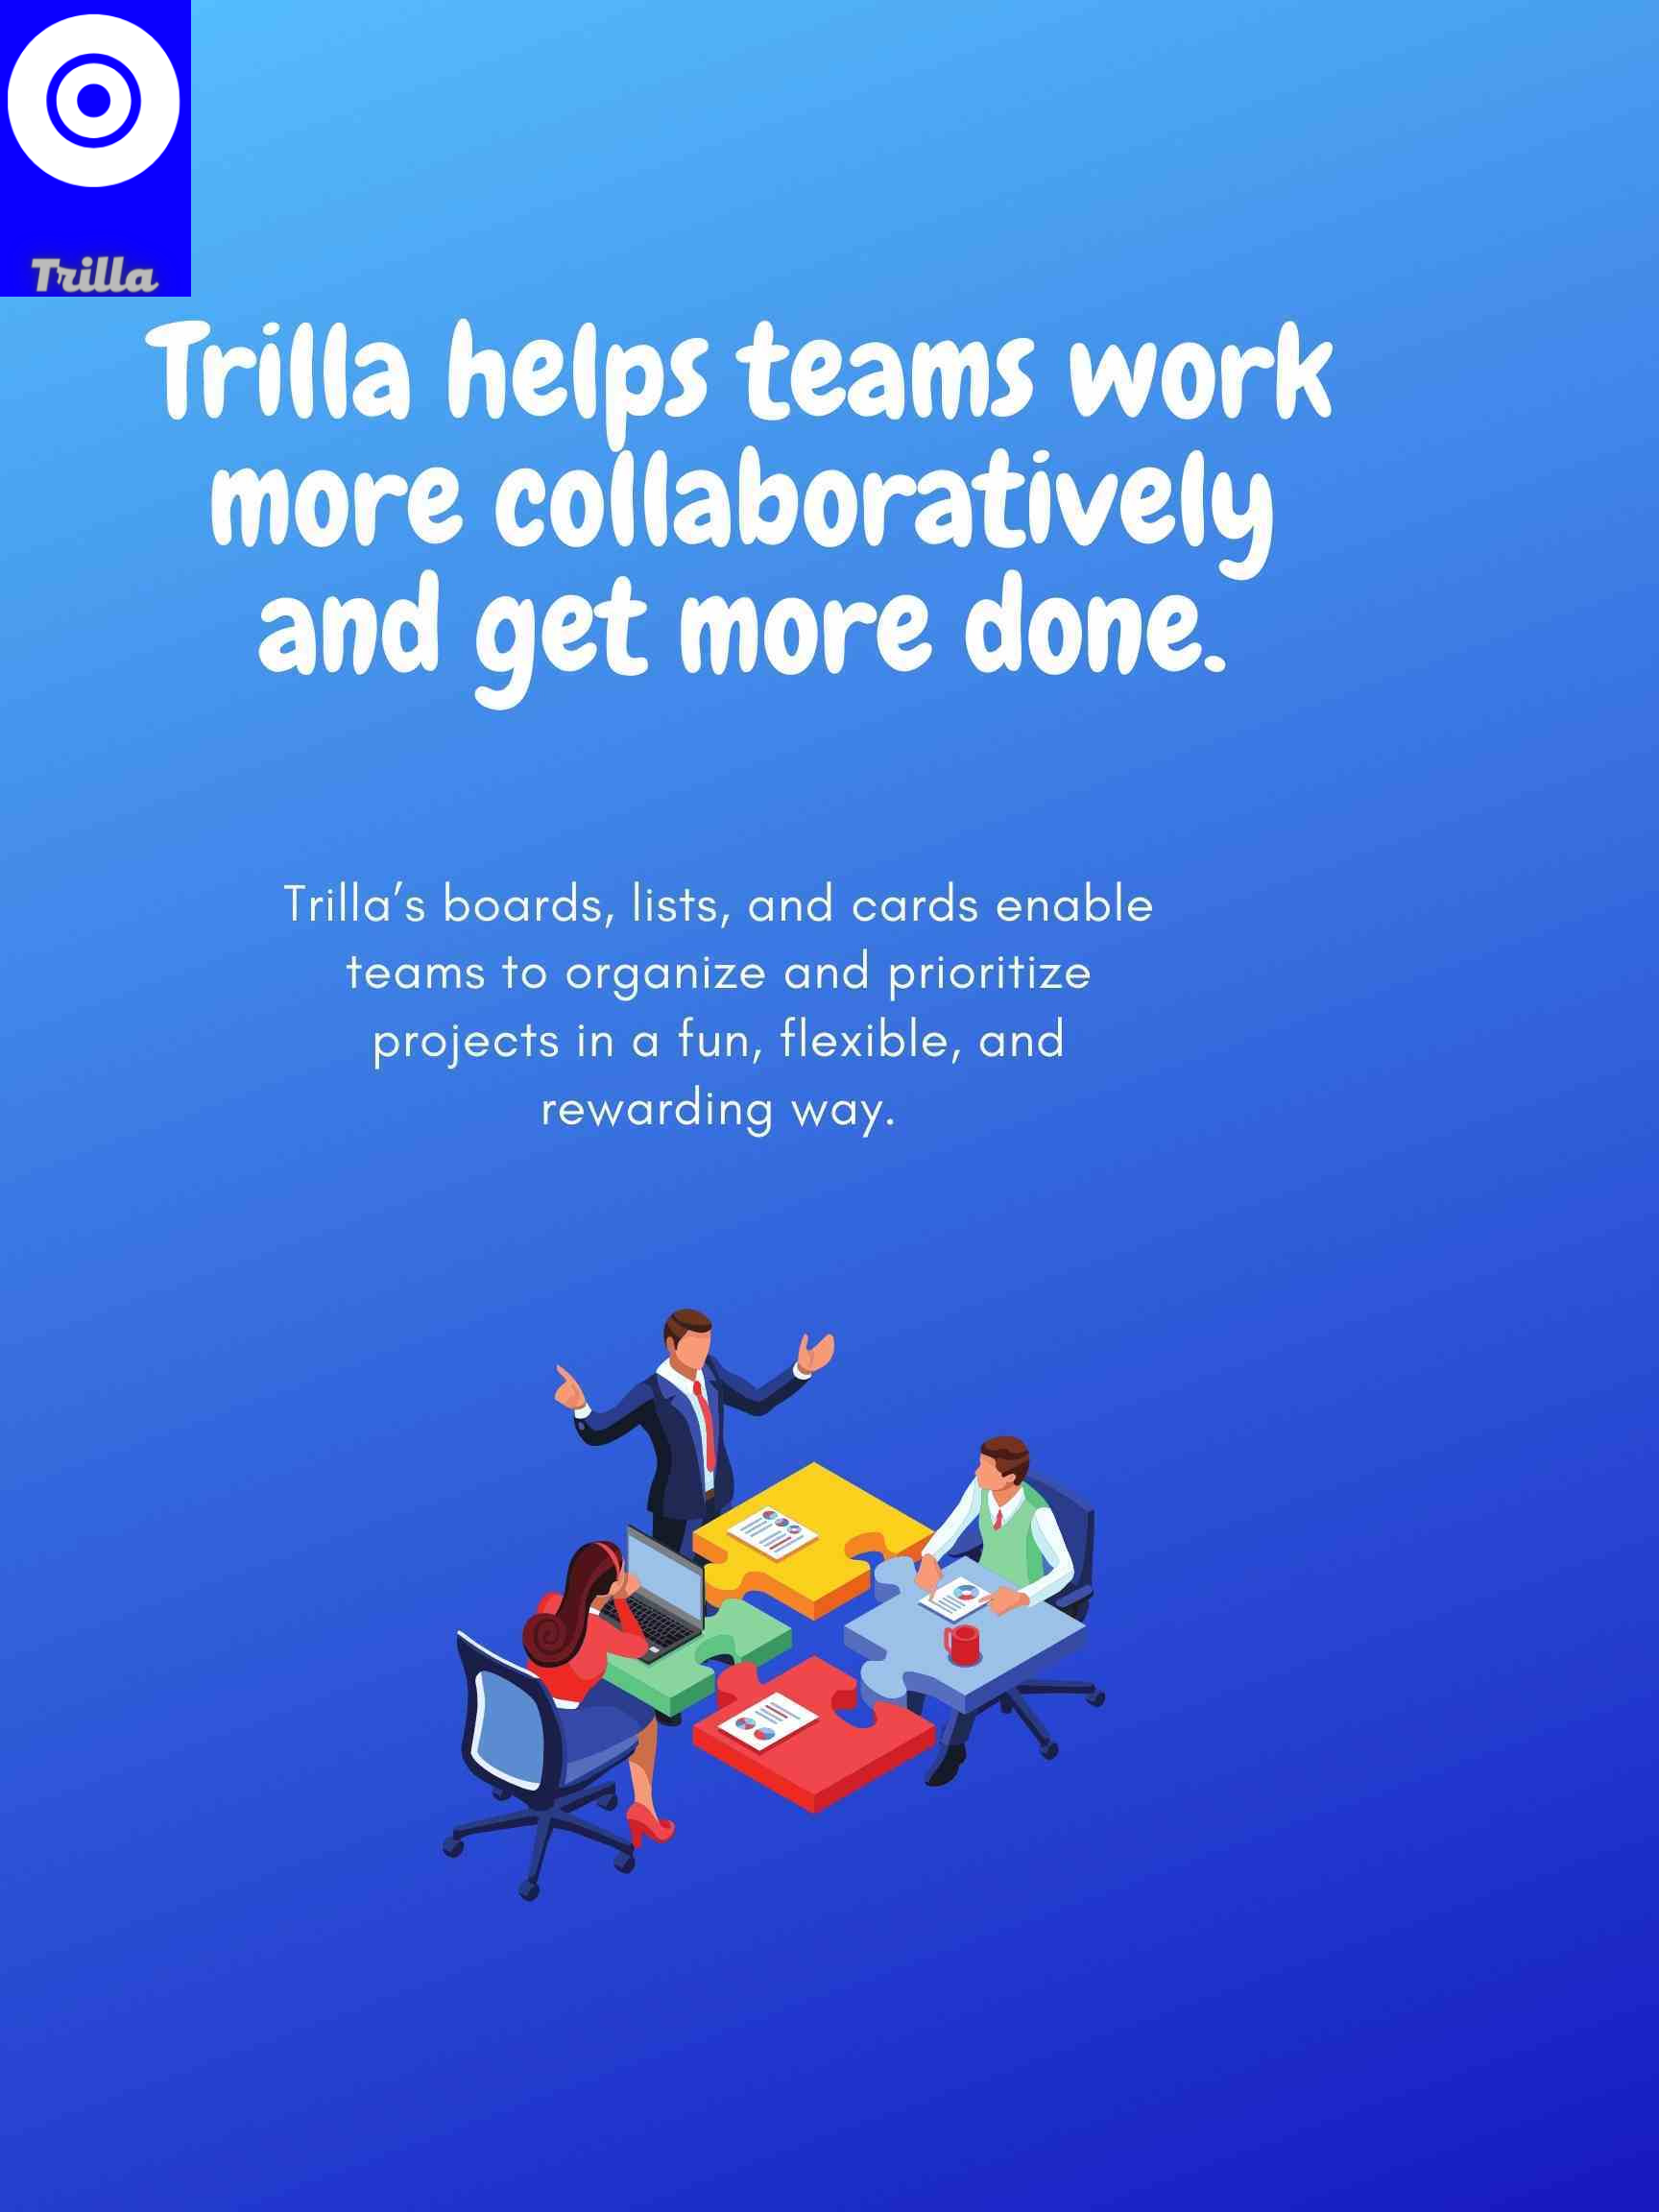 Trilla
Trilla helps teams work
more collaboratively
and get more done.
Trilla's boards, lists, and cards enable
teams to organize and prioritize
projects in a fun, flexible, and
rewarding way.